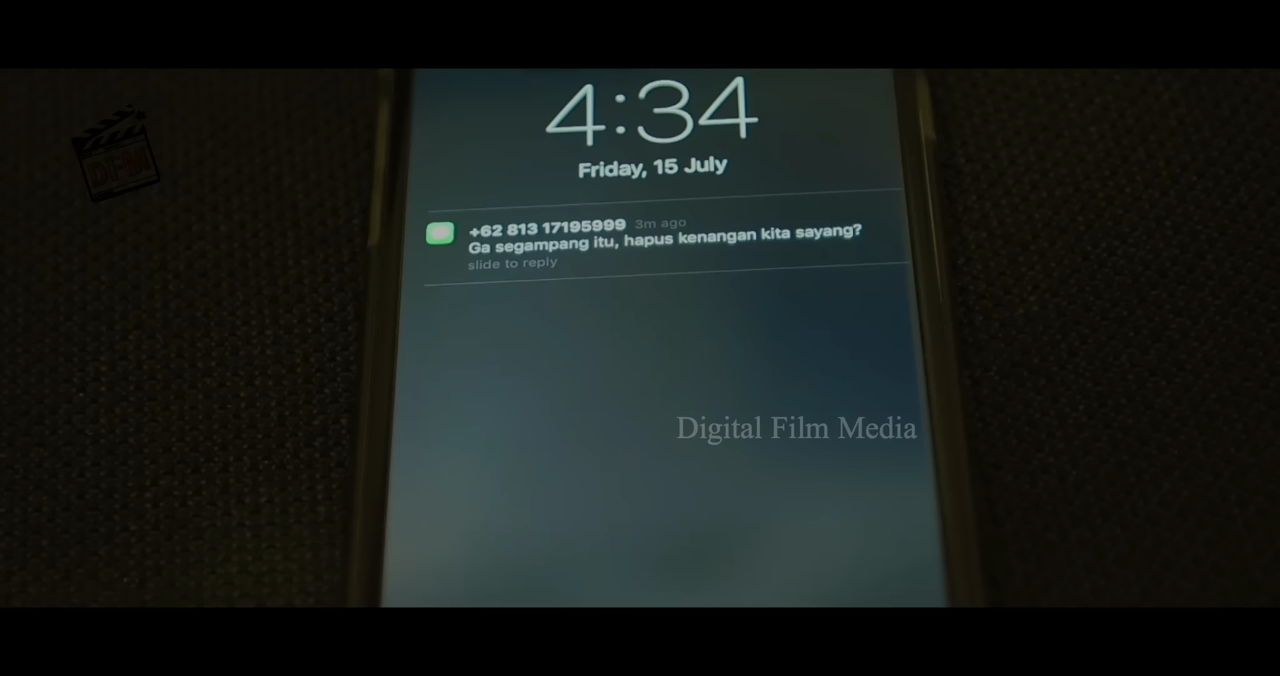 4:34
Friday, 15 July
+62 813 17195999 3m ago
Ga segampang itu, hapus kenangan kita sayang?
slide to reply
DFM
Digital Film Media